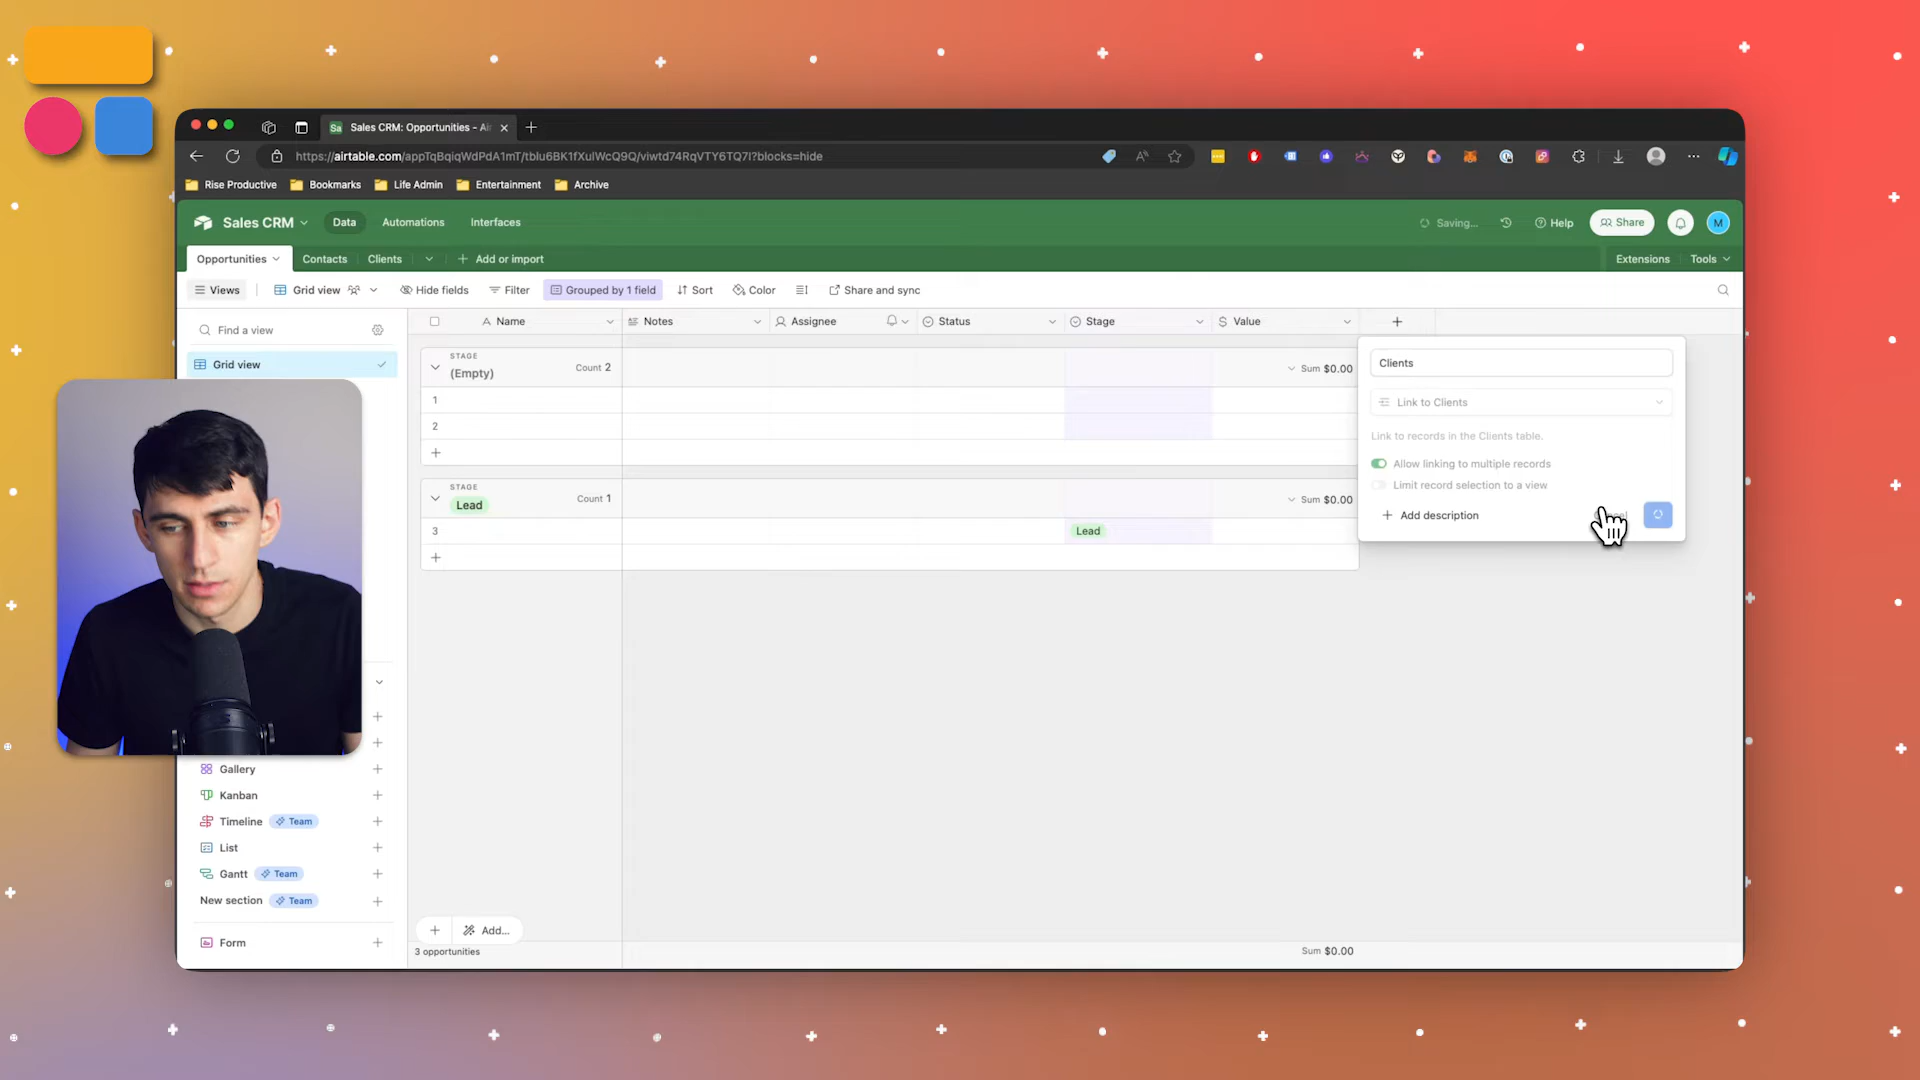 Sa Sales CRM: Opportunities - Ai
https://airtable.com/appTqBqiqWdPdA1mT/tblu6BK1fXulWcQ9Q/viwtd74RqVTY6TQ7I?blocks=hide
Rise Productive Bookmarks Life Admin Entertainment Archive
Sales CRM Data Automations Interfaces Saving... Help Share M
Opportunities Contacts Clients Add or import Extensions Tools
Views Grid view Hide fields Filter Grouped by 1 field Sort Color Share and sync
Find a view
Name Notes Assignee Status Stage Value
Grid view
STAGE
(Empty) Count 2 Sum $0.00
1
2
STAGE
Lead Count 1 Sum $0.00
3 Lead
Clients
Link to Clients
Link to records in the Clients table.
Allow linking to multiple records
Limit record selection to a view
Add description
Gallery
Kanban
Timeline Team
List
Gantt Team
New section Team
Form
Add...
3 opportunities Sum $0.00